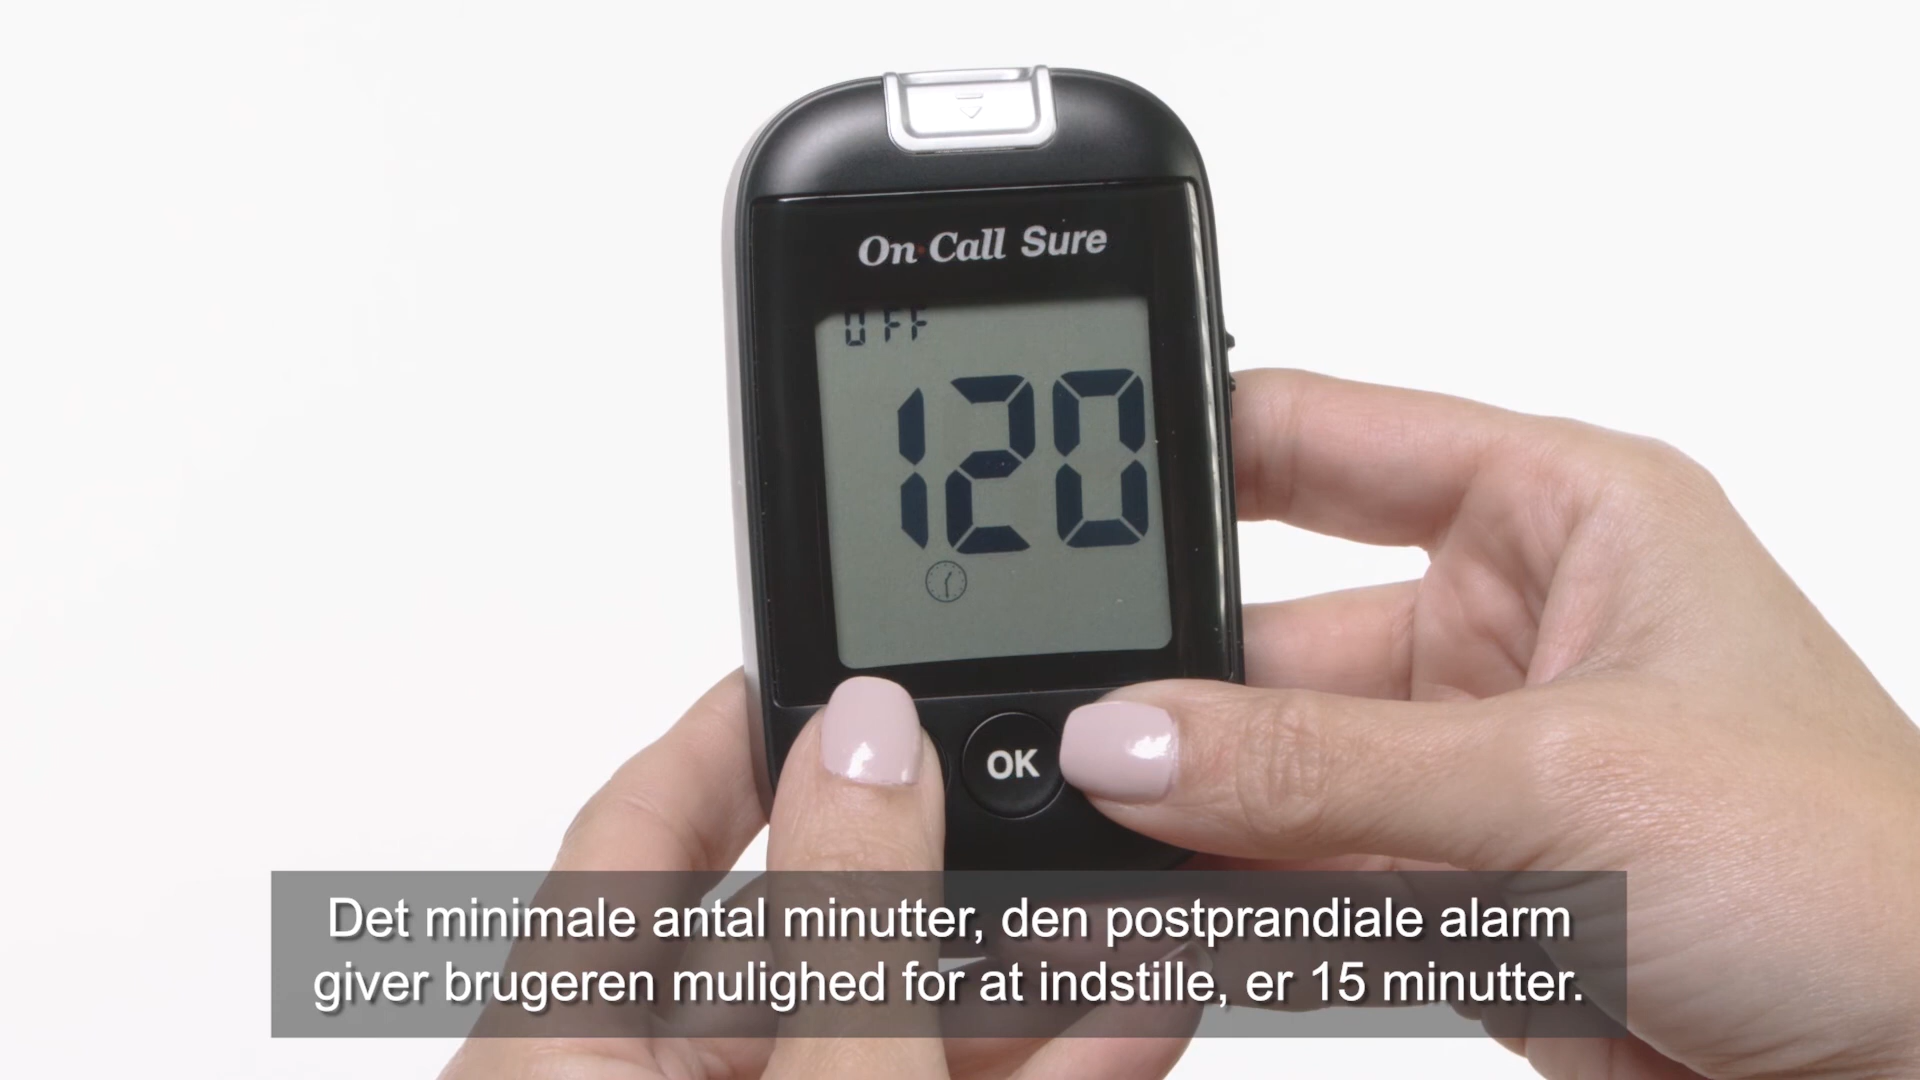 On Call Sure
OFF
120
OK
Det minimale antal minutter, den postprandiale alarm
giver brugeren mulighed for at indstille, er 15 minutter.